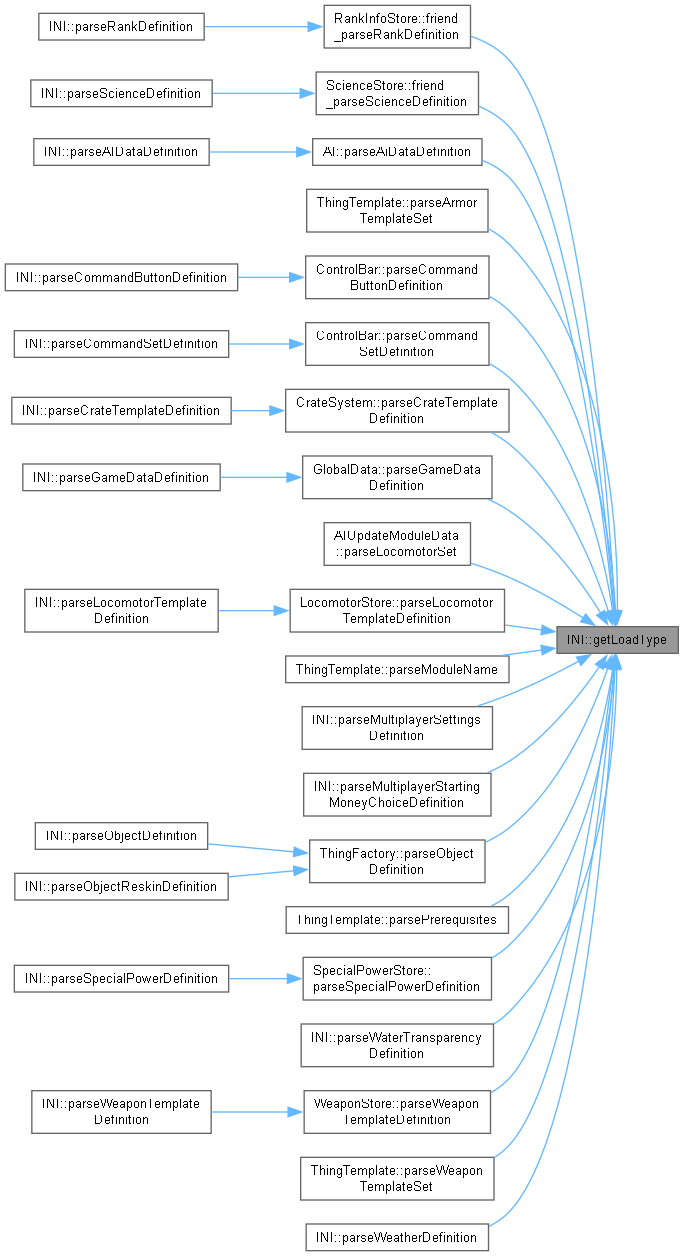 INI::parseRankDefinition
RankInfoStore::friend
_parseRankDefinition
INI::parseScienceDefinition
ScienceStore::friend
_parseScienceDefinition
INI::parseAIDataDefinition
AI::parseAiDataDefinition
ThingTemplate::parseArmor
TemplateSet
INI::parseCommandButtonDefinition
ControlBar::parseCommand
ButtonDefinition
INI::parseCommandSetDefinition
ControlBar::parseCommand
SetDefinition
INI::parseCrateTemplateDefinition
CrateSystem::parseCrateTemplate
Definition
INI::parseGameDataDefinition
GlobalData::parseGameData
Definition
AIUpdateModuleData
::parseLocomotorSet
INI::parseLocomotorTemplate
Definition
LocomotorStore::parseLocomotor
TemplateDefinition
INI::getLoadType
ThingTemplate::parseModuleName
INI::parseMultiplayerSettings
Definition
INI::parseMultiplayerStarting
MoneyChoiceDefinition
INI::parseObjectDefinition
ThingFactory::parseObject
Definition
INI::parseObjectReskinDefinition
ThingTemplate::parsePrerequisites
INI::parseSpecialPowerDefinition
SpecialPowerStore::
parseSpecialPowerDefinition
INI::parseWaterTransparency
Definition
INI::parseWeaponTemplate
Definition
WeaponStore::parseWeapon
TemplateDefinition
ThingTemplate::parseWeapon
TemplateSet
INI::parseWeatherDefinition